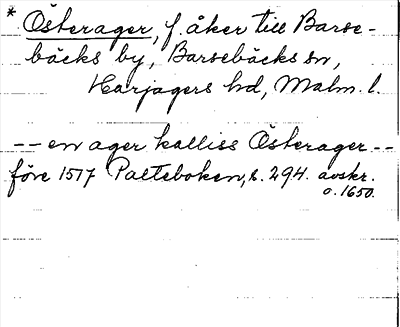 * Österager, f. åker till Barse-
bäcks by, Barsebäcks sn,
Harjagers hd, Malm. l.
-- en ager kalliss Österager --
före 1517 Palteboken, s. 294. avskr.
o. 1650.